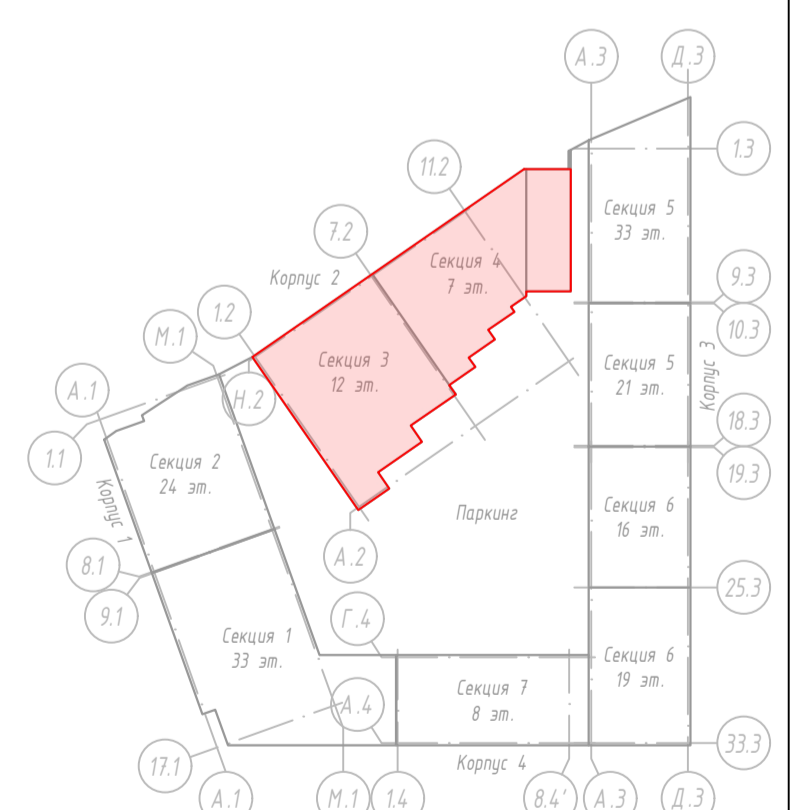 А.3
Д.3
1.3
11.2
Секция 5
33 эт.
7.2
Секция 4
7 эт.
Корпус 2
9.3
1.2
10.3
М.1
Секция 3
12 эт.
Секция 5
21 эт.
Корпус 3
А.1
Н.2
18.3
1.1
Секция 2
24 эт.
19.3
Корпус 1
Паркинг
Секция 6
16 эт.
А.2
8.1
25.3
9.1
Г.4
Секция 1
33 эт.
Секция 6
19 эт.
Секция 7
8 эт.
А.4
33.3
17.1
Корпус 4
А.1
М.1
1.4
8.4'
А.3
Д.3